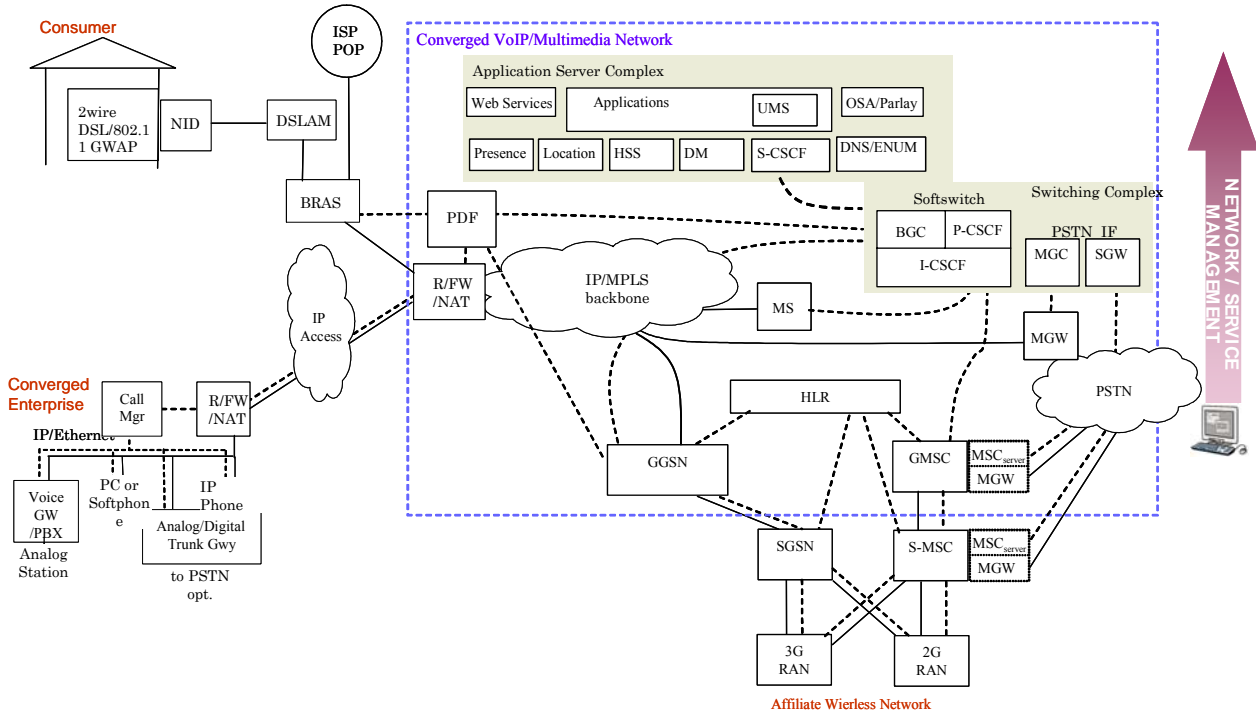 Consumer
ISP
POP
Converged VoIP/Multimedia Network
Application Server Complex
Web Services
Applications
UMS
OSA/Parlay
2wire
DSL/802.1
1 GWAP
NID
DSLAM
Presence
Location
HSS
DM
S-CSCF
DNS/ENUM
BRAS
PDF
Softswitch
Switching Complex
BGC
P-CSCF
I-CSCF
PSTN IF
MGC
SGW
NETWORK / SERVICE
MANAGEMENT
R/FW
/NAT
IP/MPLS
backbone
IP
Access
MS
MGW
PSTN
Converged
Enterprise
Call
Mgr
R/FW
/NAT
HLR
IP/Ethernet
GGSN
GMSC
MSCserver
MGW
Voice
GW
/PBX
PC or
Softphon
e
IP
Phone
Analog/Digital
Trunk Gwy
Analog
Station
to PSTN
opt.
SGSN
S-MSC
MSCserver
MGW
3G
RAN
2G
RAN
Affiliate Wierless Network